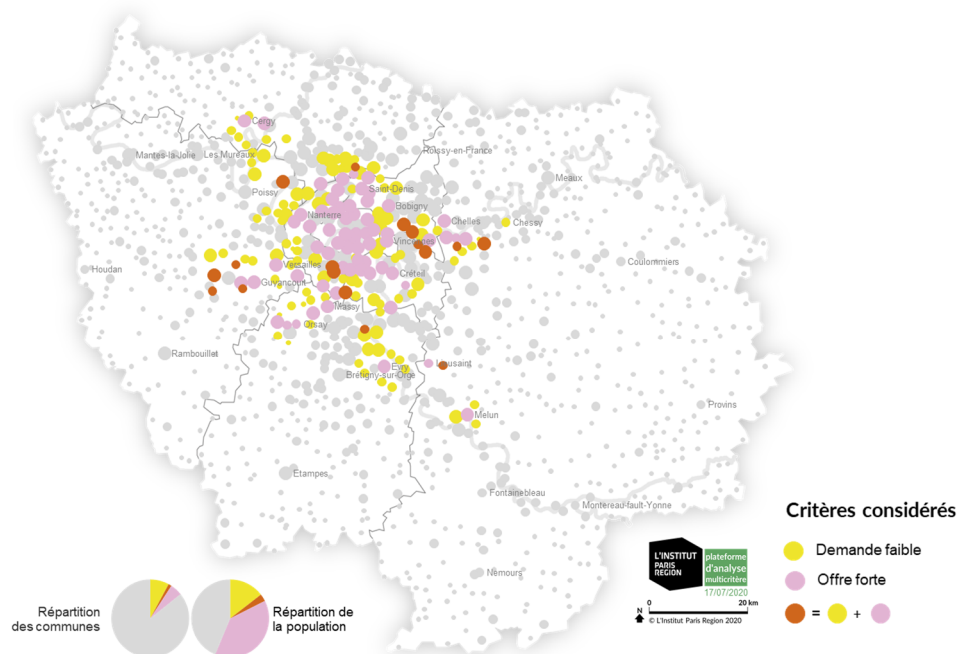 Cergy
Mantes-la-Jolie
Les Mureaux
Roissy-en-France
Poissy
Saint-Denis
Meaux
Bobigny
Nanterre
Chelles
Chessy
Vincennes
Houdan
Versailles
Créteil
Coulommiers
Guyancourt
Massy
Orsay
Rambouillet
Evry
Lieusaint
Brétigny-sur-Orge
Provins
Melun
Etampes
Fontainebleau
Montereau-fault-Yonne
Nemours
Critères considérés
Demande faible
Offre forte
= +
L'INSTITUT
PARIS
REGION
plateforme
d'analyse
multicritère
17/07/2020
0 20 km
N
© L'Institut Paris Region 2020
Répartition
des communes
Répartition de
la population